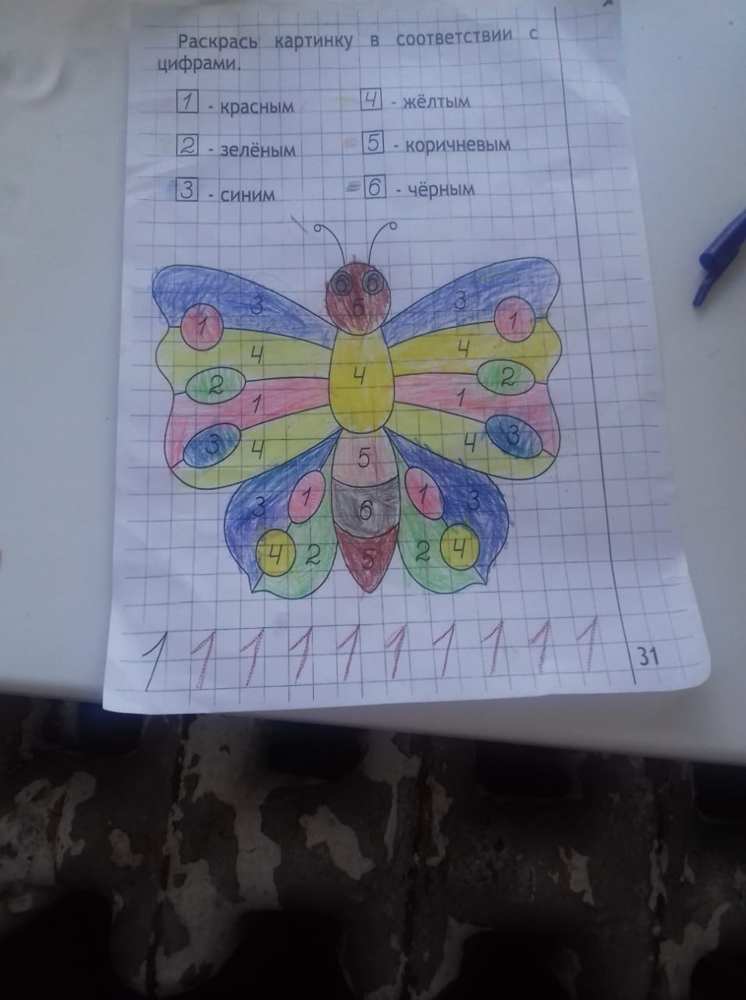 Раскрась картинку в соответствии с
цифрами.
1 - красным 4 - жёлтым
2 - зелёным 5 - коричневым
3 - синим 6 - чёрным
6 6
5
3 3
1 1
4 4
4
2 2
1 1
3 3
4 4
5
1 1
3 3
6
4 2 2 4
5
1 1 1 1 1 1 1 1 1 1
31